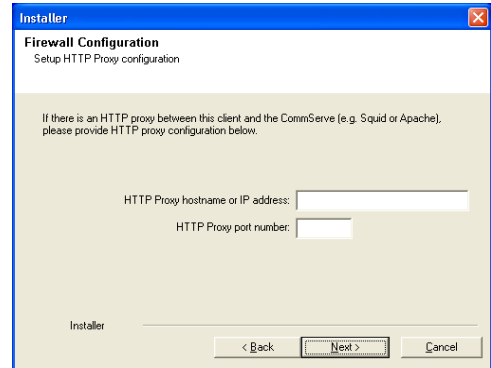 Installer
Firewall Configuration
Setup HTTP Proxy configuration
If there is an HTTP proxy between this client and the CommServe (e.g. Squid or Apache),
please provide HTTP proxy configuration below.
HTTP Proxy hostname or IP address:
HTTP Proxy port number:
Installer
< Back
Next >
Cancel